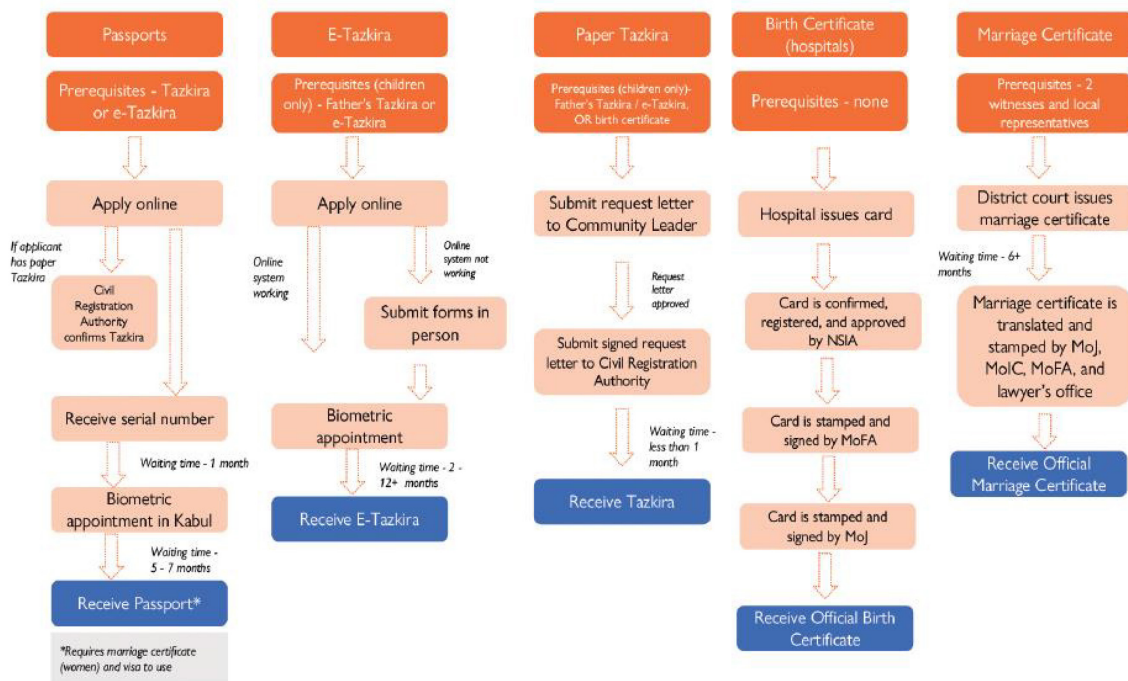 Passports
Prerequisites - Tazkira
or e-Tazkira
Apply online
If applicant
has paper
Tazkira
Civil
Registration
Authority
confirms Tazkira
Receive serial number
Waiting time - 1 month
Biometric
appointment in Kabul
Waiting time -
5 - 7 months
Receive Passport*
*Requires marriage certificate
(women) and visa to use
E-Tazkira
Prerequisites (children
only) - Father's Tazkira or
e-Tazkira
Apply online
Online
system
working
Online
system not
working
Submit forms in
person
Biometric
appointment
Waiting time - 2 -
12+ months
Receive E-Tazkira
Paper Tazkira
Prerequisites (children only)-
Father's Tazkira / e-Tazkira,
OR birth certificate
Submit request letter
to Community Leader
Request
letter
approved
Submit signed request
letter to Civil Registration
Authority
Waiting time -
less than 1
month
Receive Tazkira
Birth Certificate
(hospitals)
Prerequisites - none
Hospital issues card
Card is confirmed,
registered, and approved
by NSIA
Card is stamped and
signed by MoFA
Card is stamped and
signed by MoJ
Receive Official Birth
Certificate
Marriage Certificate
Prerequisites - 2
witnesses and local
representatives
District court issues
marriage certificate
Waiting time - 6+
months
Marriage certificate is
translated and
stamped by MoJ,
MoIC, MoFA, and
lawyer's office
Receive Official
Marriage Certificate